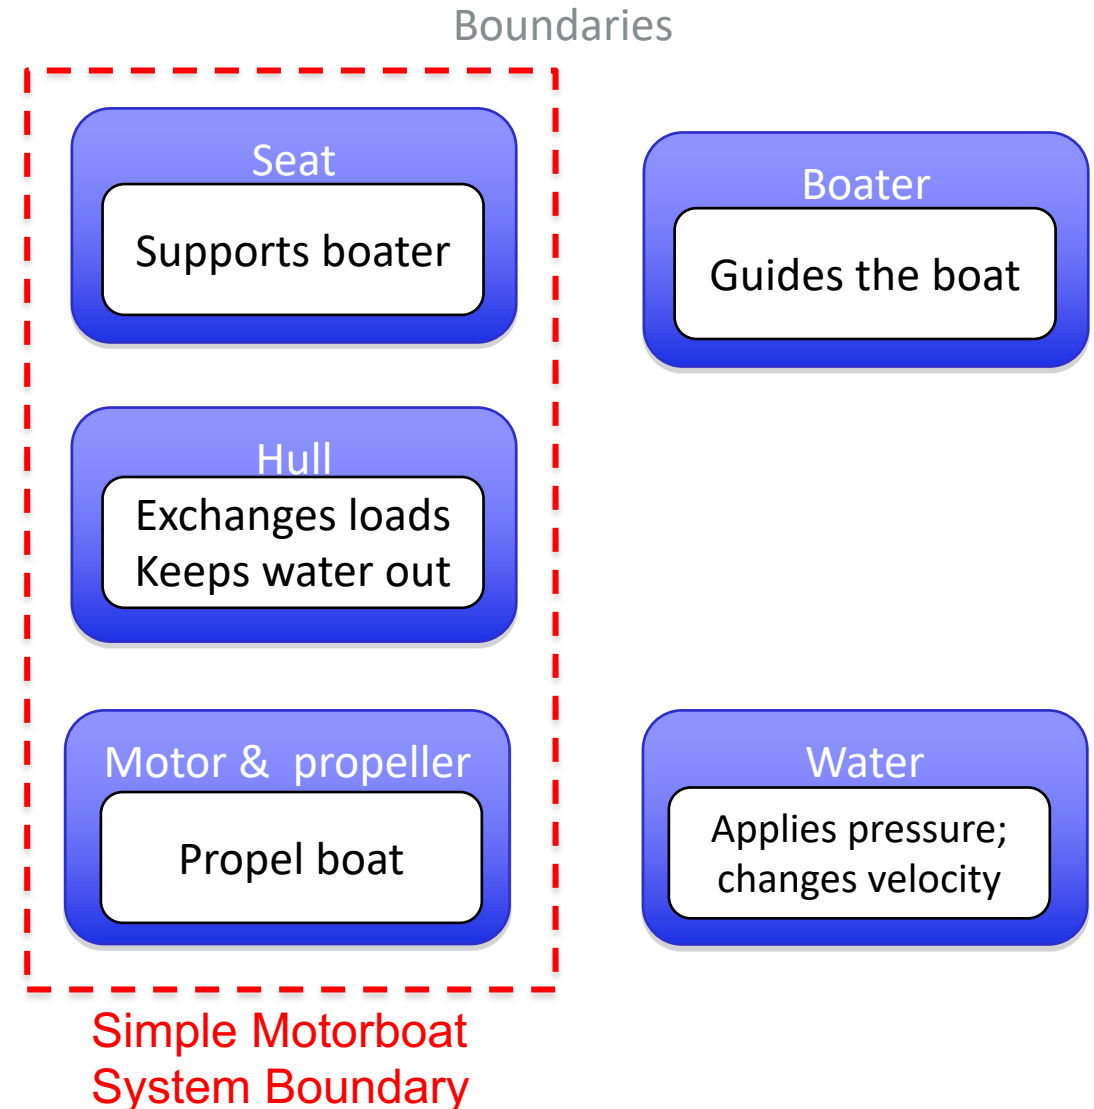 Boundaries
Seat
Supports boater
Boater
Guides the boat
Hull
Exchanges loads
Keeps water out
Motor & propeller
Propel boat
Water
Applies pressure;
changes velocity
Simple Motorboat
System Boundary